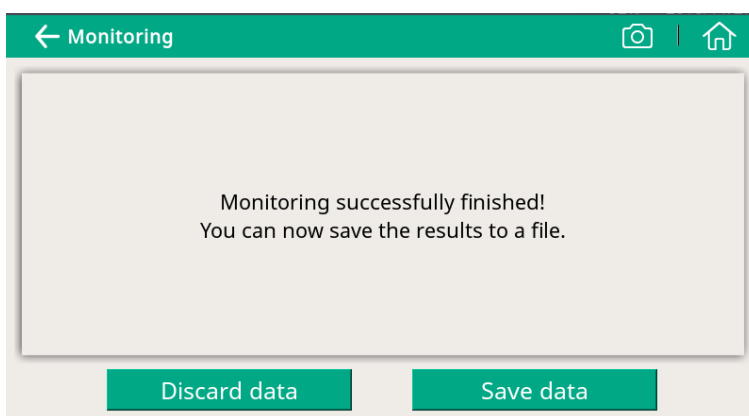 Monitoring
Monitoring successfully finished!
You can now save the results to a file.
Discard data
Save data